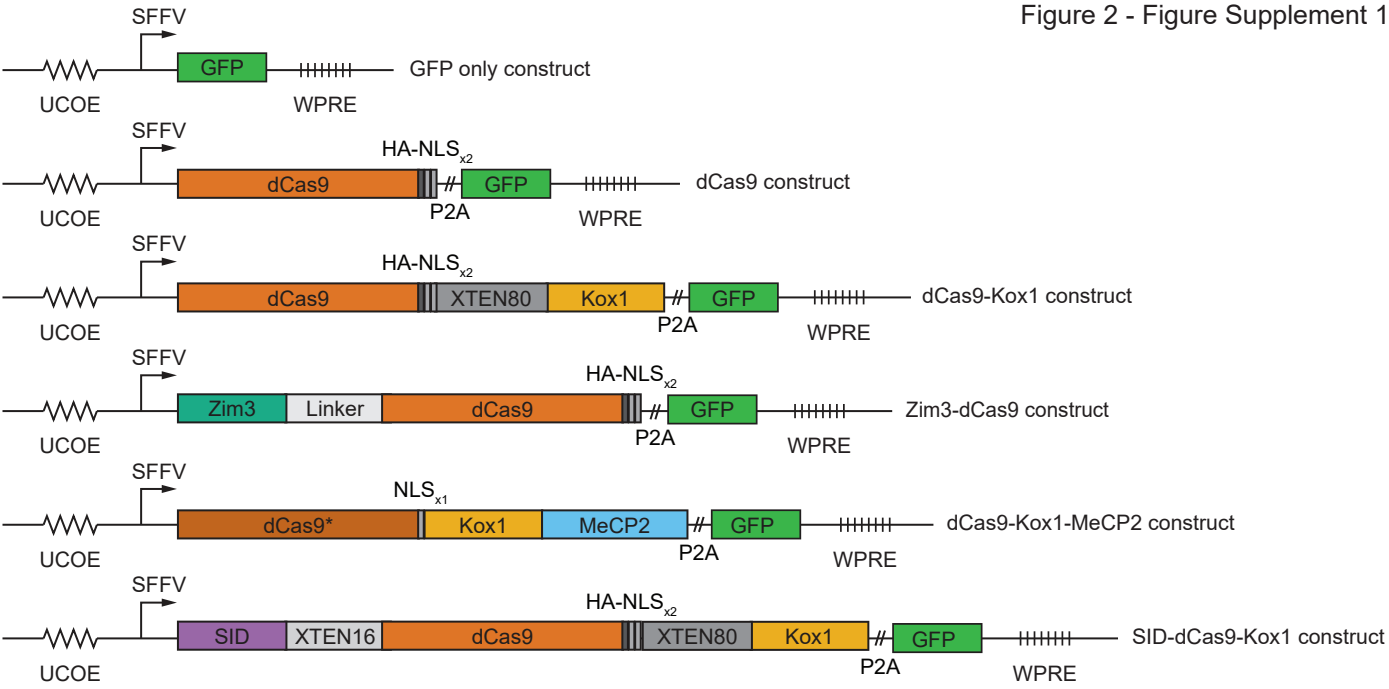 Figure 2 - Figure Supplement 1
SFFV
GFP
GFP only construct
UCOE
WPRE
SFFV
HA-NLSx2
dCas9
GFP
dCas9 construct
P2A
UCOE
WPRE
SFFV
HA-NLSx2
dCas9
XTEN80
Kox1
GFP
dCas9-Kox1 construct
P2A
UCOE
WPRE
SFFV
HA-NLSx2
Zim3
Linker
dCas9
GFP
Zim3-dCas9 construct
P2A
UCOE
WPRE
SFFV
NLSx1
dCas9*
Kox1
MeCP2
GFP
dCas9-Kox1-MeCP2 construct
P2A
UCOE
WPRE
SFFV
HA-NLSx2
SID
XTEN16
dCas9
XTEN80
Kox1
GFP
SID-dCas9-Kox1 construct
P2A
UCOE
WPRE